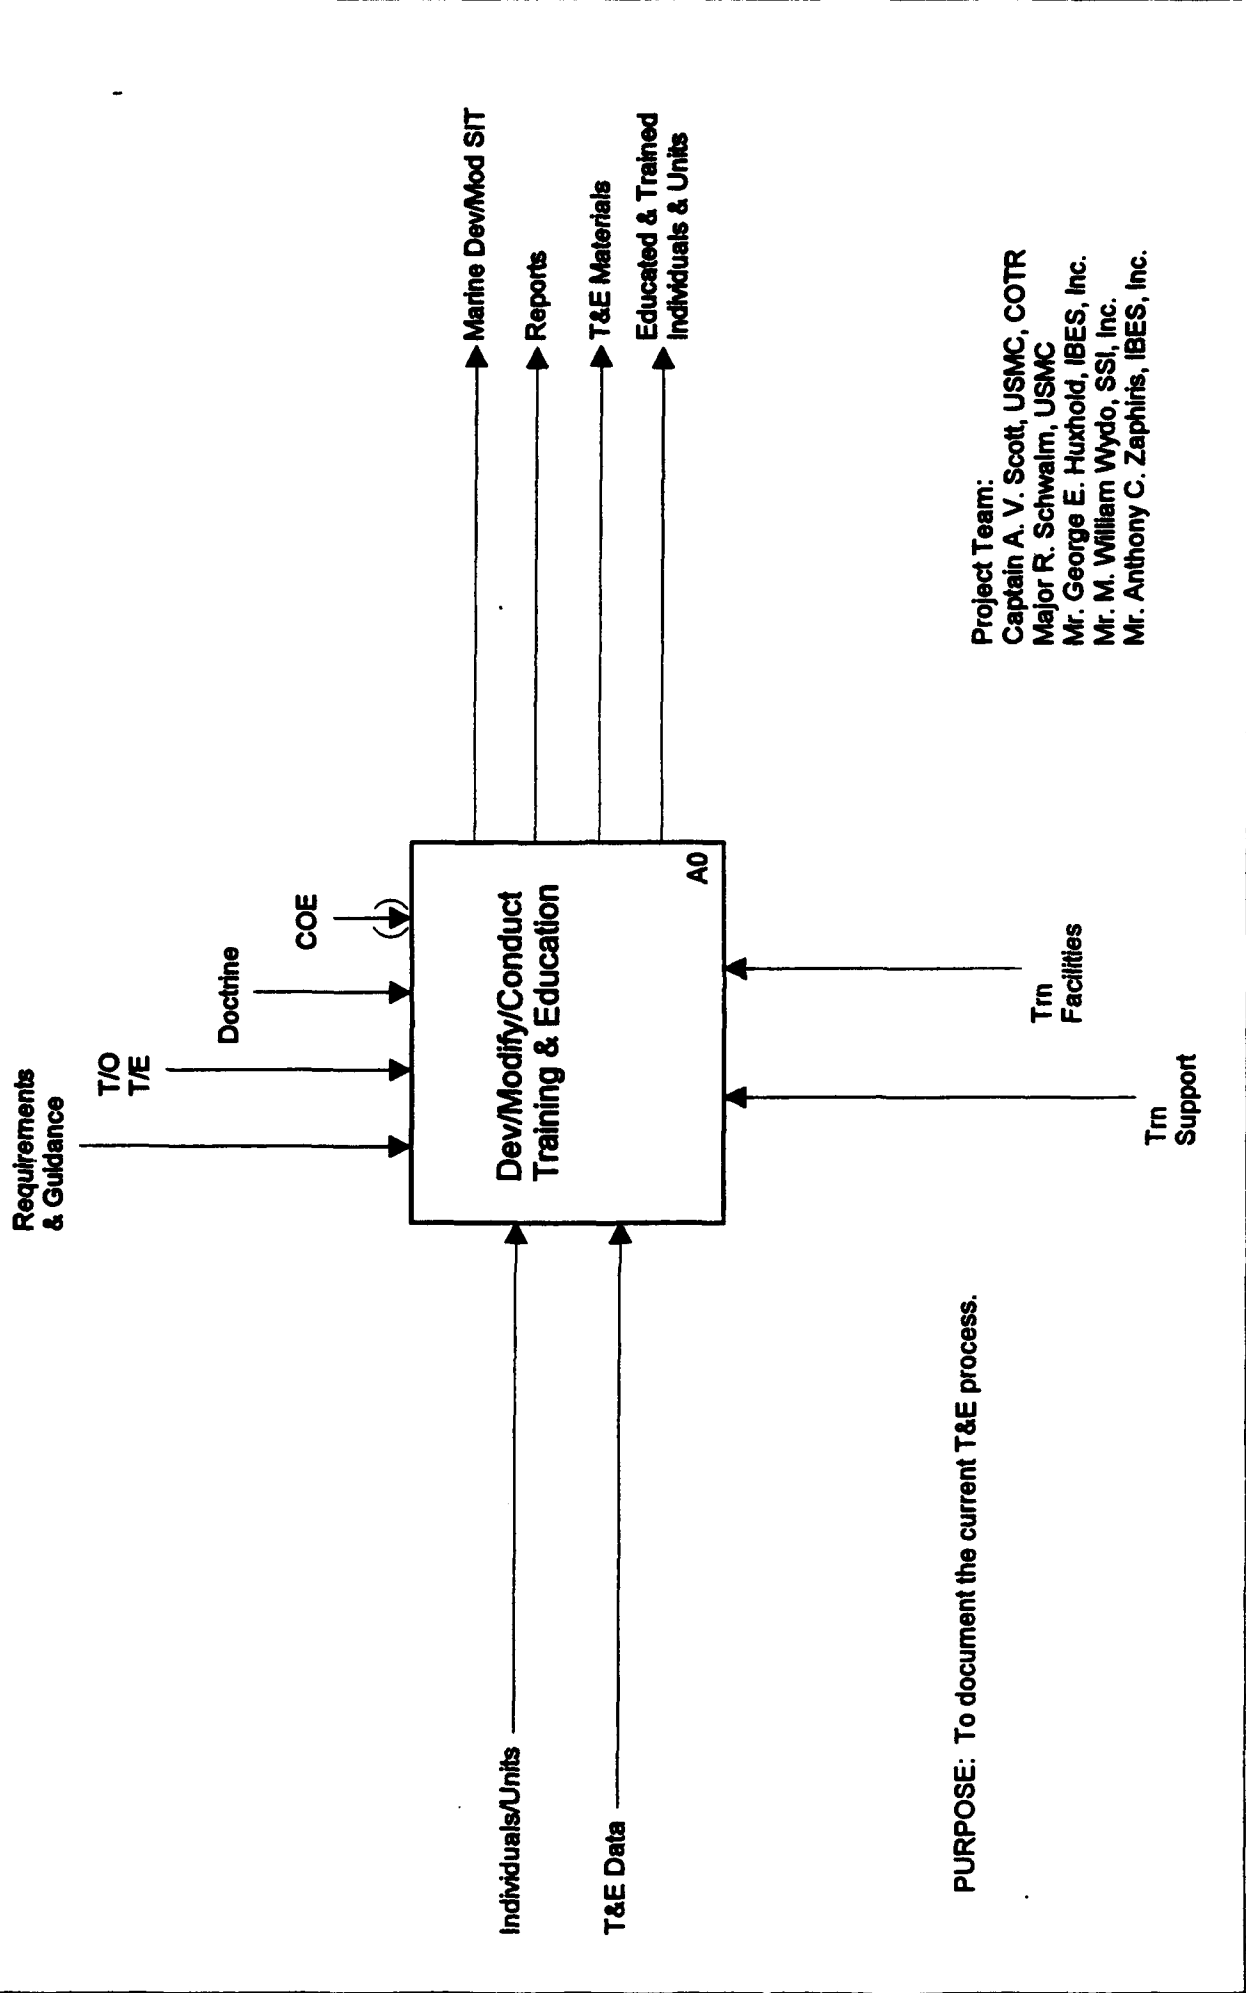 Requirements
& Guidance
T/O
T/E
Doctrine
COE
Individuals/Units
T&E Data
Dev/Modify/Conduct
Training & Education
A0
Marine Dev/Mod SIT
Reports
T&E Materials
Educated & Trained
Individuals & Units
Trn
Support
Trn
Facilities
PURPOSE: To document the current T&E process.
Project Team:
Captain A. V. Scott, USMC, COTR
Major R. Schwalm, USMC
Mr. George E. Huxhold, IBES, Inc.
Mr. M. William Wydo, SSI, Inc.
Mr. Anthony C. Zaphiris, IBES, Inc.